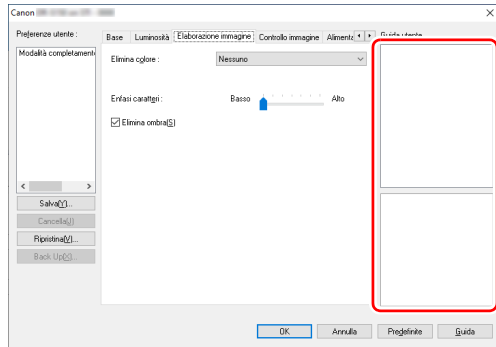 Canon
Preferenze utente :
Modalità completament
Salva(Y)...
Cancella(J)
Ripristina(V)...
Back Up(X)...
Base Luminosità Elaborazione immagine Controllo immagine Alimenta
Elimina colore : Nessuno
Enfasi caratteri : Basso Alto
Elimina ombra(S)
Guida utente
OK Annulla Predefinite Guida